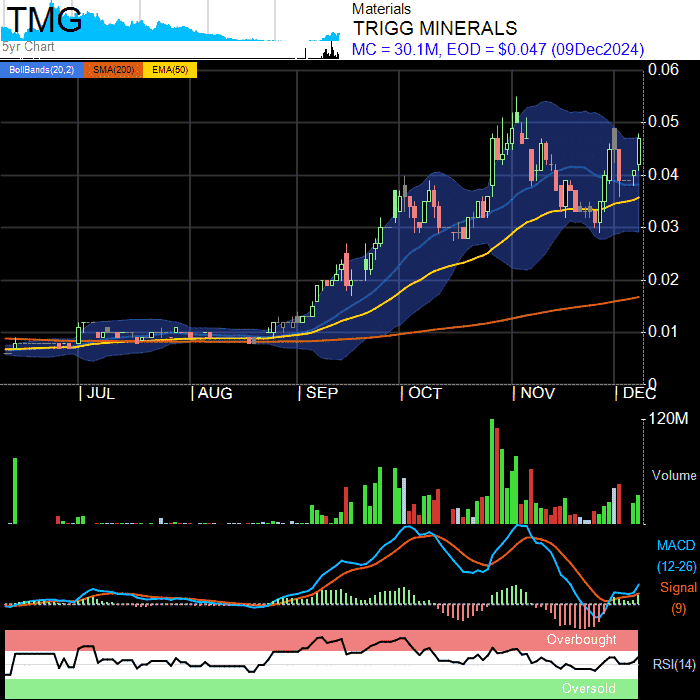 TMG
5yr Chart
Materials
TRIGG MINERALS
MC = 30.1M, EOD = $0.047 (09Dec2024)
BollBands(20,2) SMA(200) EMA(50)
0.06
0.05
0.04
0.03
0.02
0.01
0
JUL AUG SEP OCT NOV DEC
120M
Volume
MACD
(12-26)
Signal
(9)
Overbought
RSI(14)
Oversold